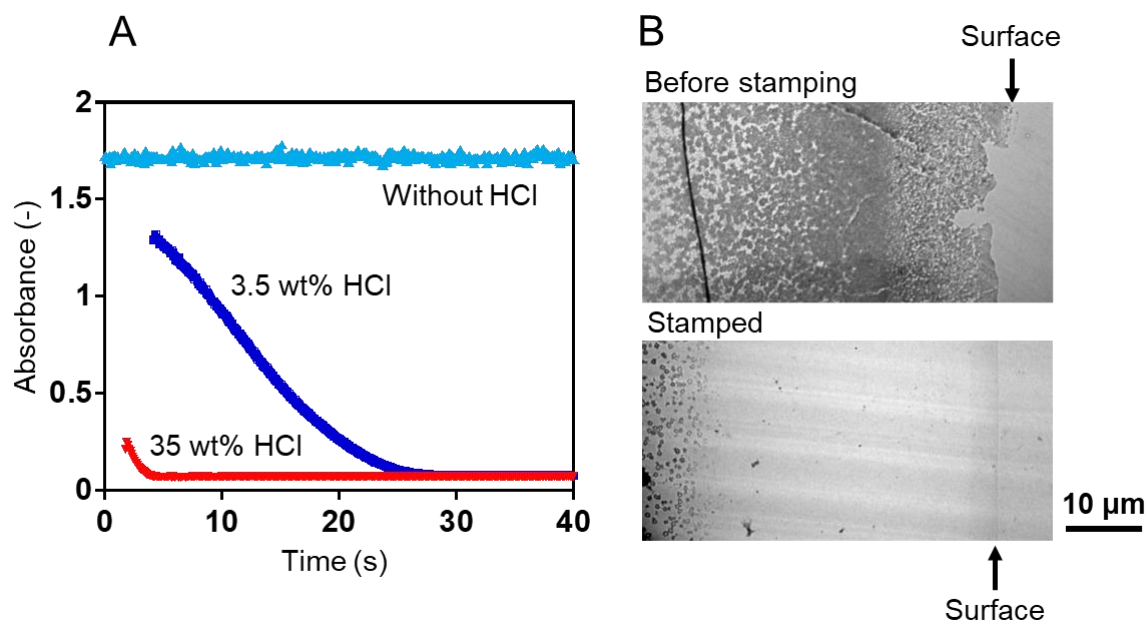 A
2
1.5
1
0.5
0
Absorbance (-)
Without HCl
3.5 wt% HCl
35 wt% HCl
0 10 20 30 40
Time (s)
B
Surface
Before stamping
Stamped
10 µm
Surface